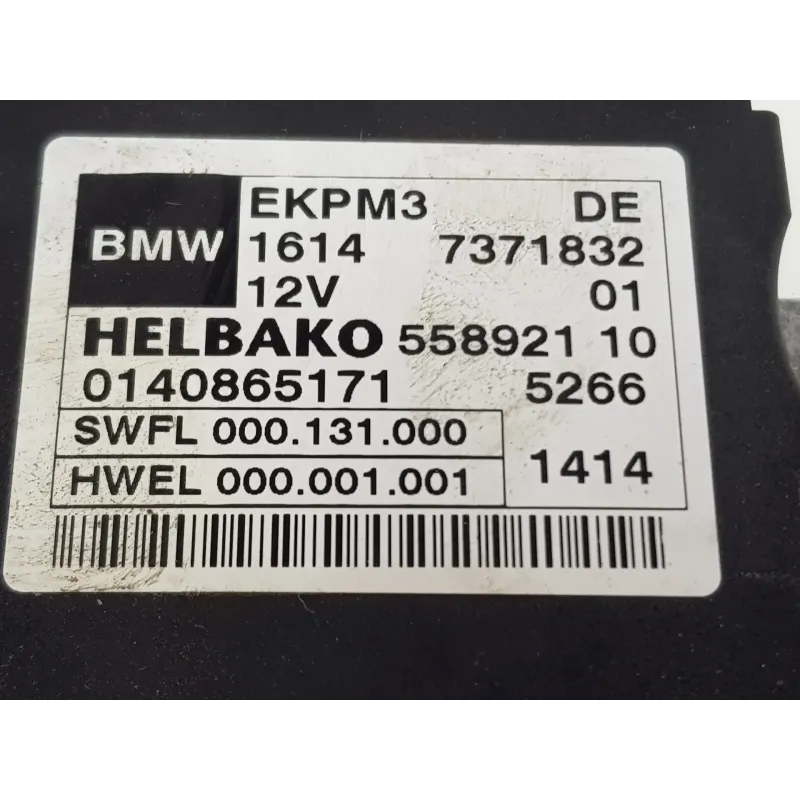 BMW
EKPM3 DE
1614 7371832
12V 01
HELBAKO 558921 10
0140865171 5266
SWFL 000.131.000
HWEL 000.001.001
1414